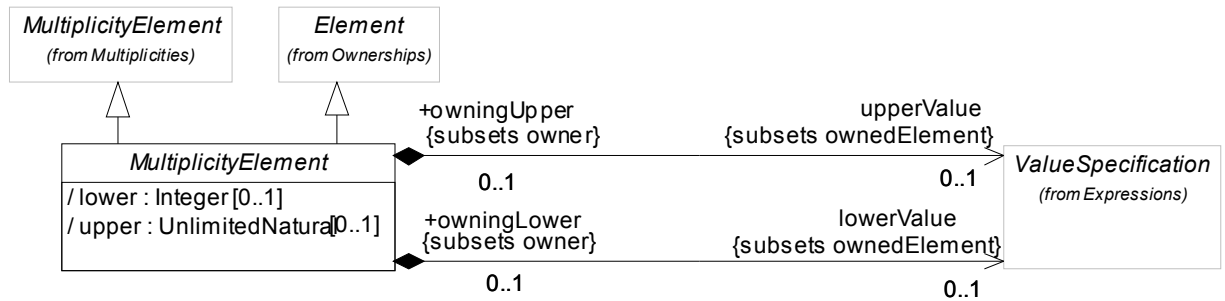 MultiplicityElement
(from Multiplicities)
Element
(from Ownerships)
+owningUpper
{subsets owner}
0..1
upperValue
{subsets ownedElement}
0..1
MultiplicityElement
/ lower : Integer [0..1]
/ upper : UnlimitedNatural[0..1]
+owningLower
{subsets owner}
0..1
lowerValue
{subsets ownedElement}
0..1
ValueSpecification
(from Expressions)